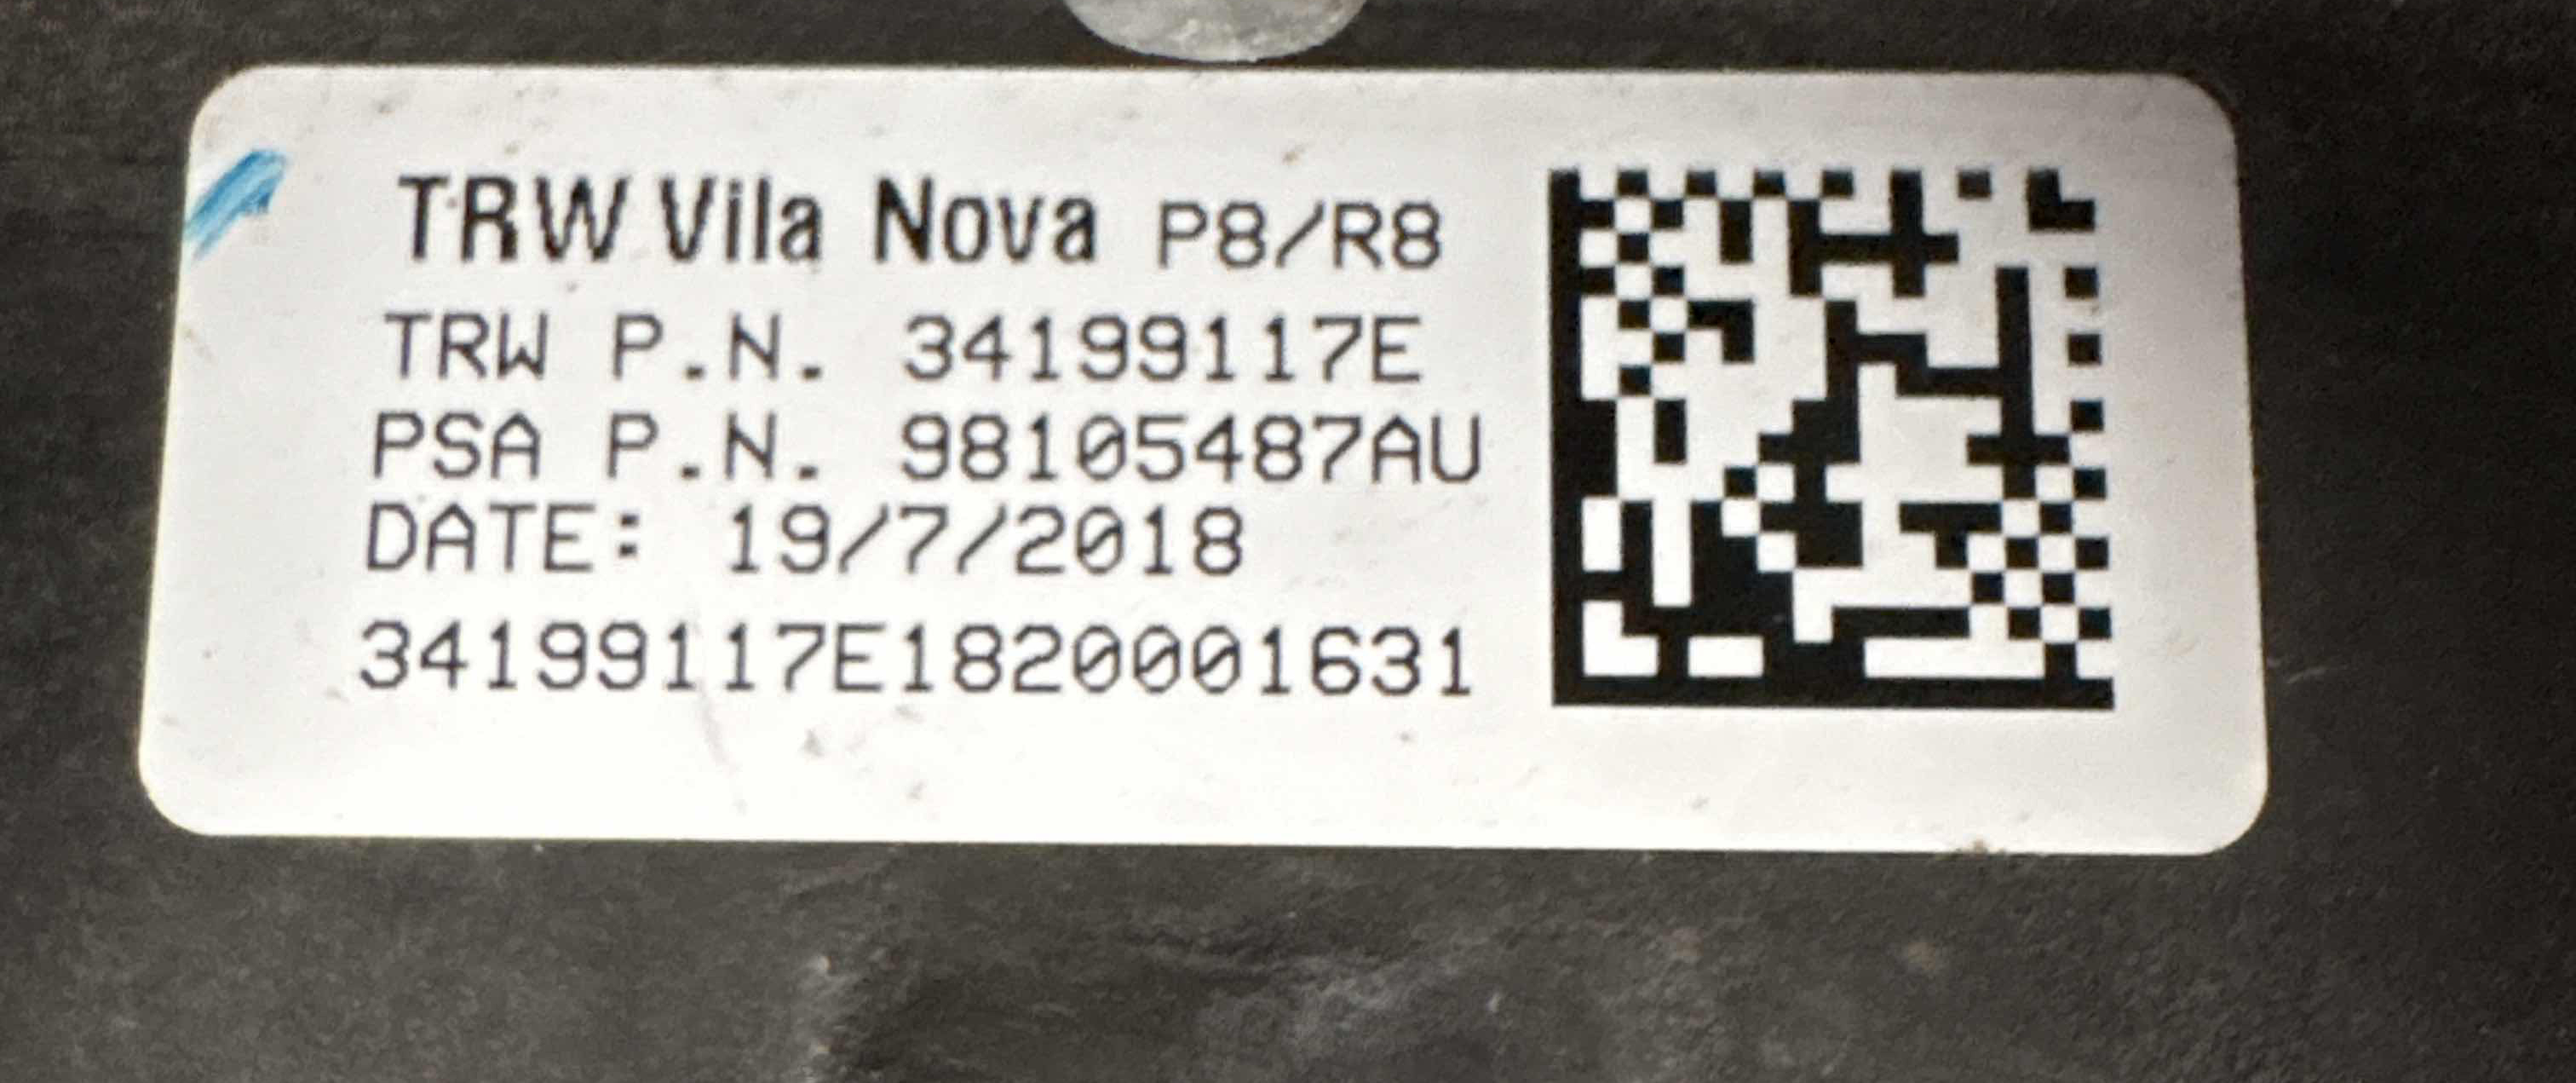 TRW Vila Nova P8/R8
TRW P.N. 34199117E
PSA P.N. 98105487AU
DATE: 19/7/2018
34199117E1820001631